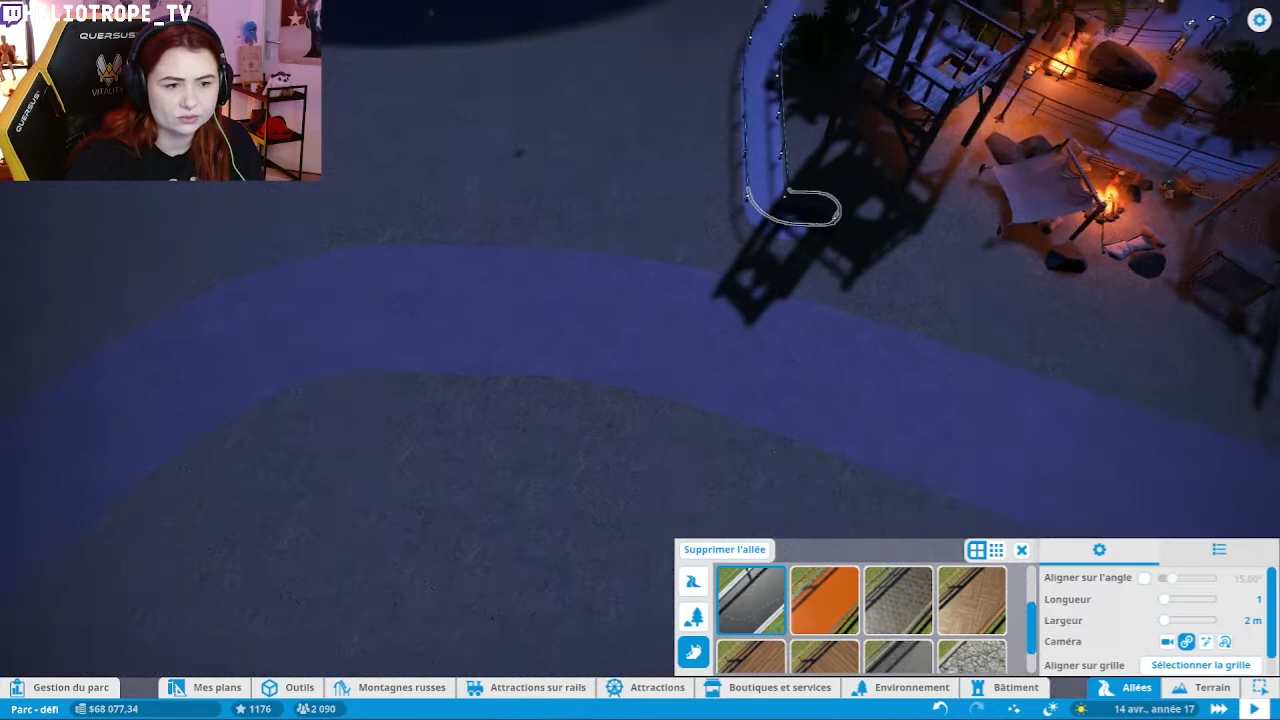 HELIOTROPE_TV
QUERSUS
VITALITY
QUERSUS
Supprimer l'allée
Aligner sur l'angle 15,00°
Longueur 1
Largeur 2 m
Caméra
Aligner sur grille Sélectionner la grille
Gestion du parc Mes plans Outils Montagnes russes Attractions sur rails Attractions Boutiques et services Environnement Bâtiment Allées Terrain
Parc - défi $68 077,34 1176 2 090 14 avr., année 17